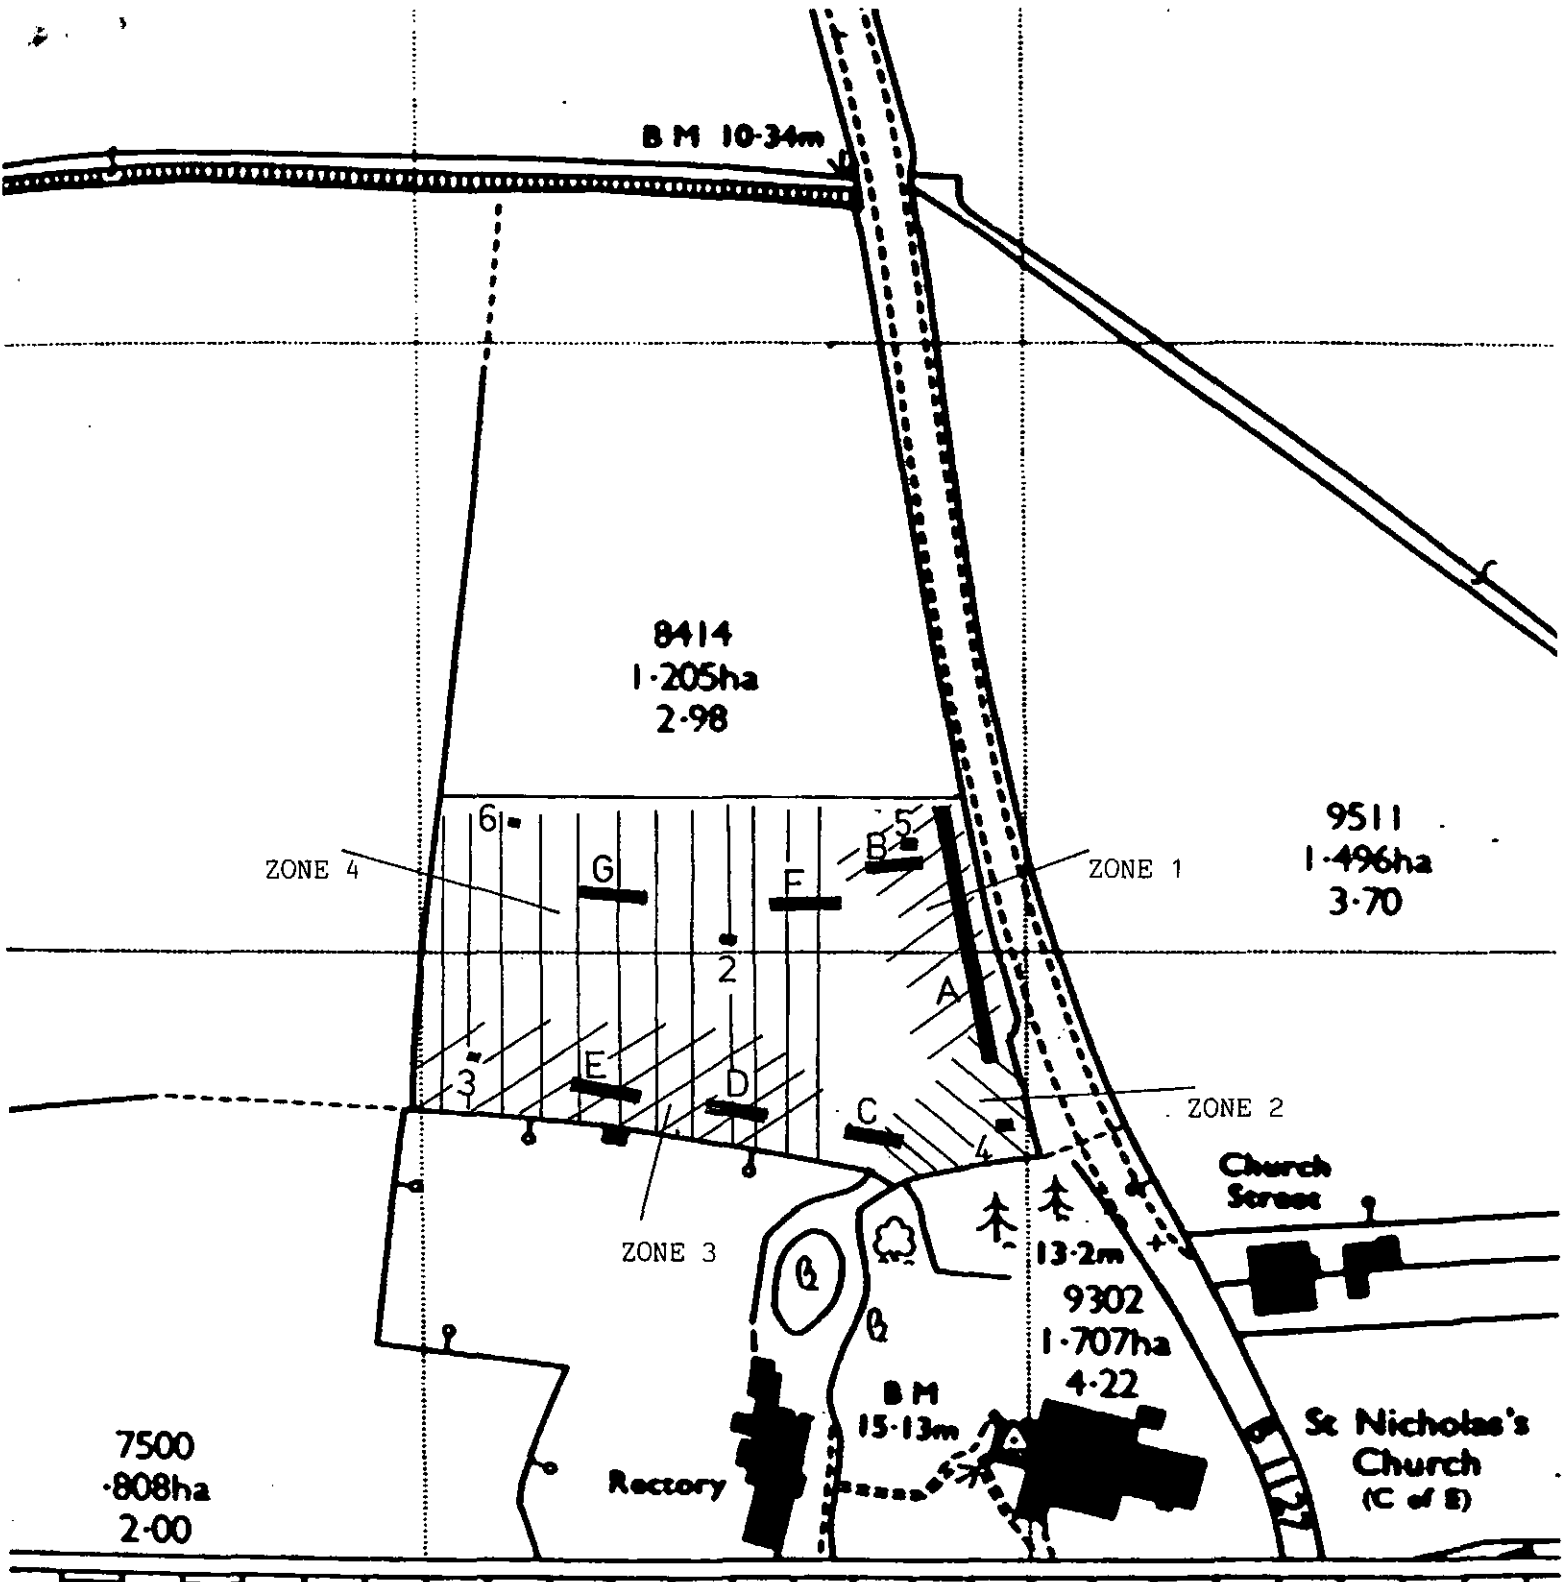 B M 10·34m
8414
1·205ha
2·98
9511
1·496ha
3·70
6
5
B
ZONE 4
G
F
ZONE 1
2
A
3
E
D
C
4
ZONE 2
ZONE 3
Church
Street
13·2m
9302
1·707ha
4·22
B M
15·13m
Rectory
St Nicholas's
Church
(C of E)
B 1127
7500
·808ha
2·00